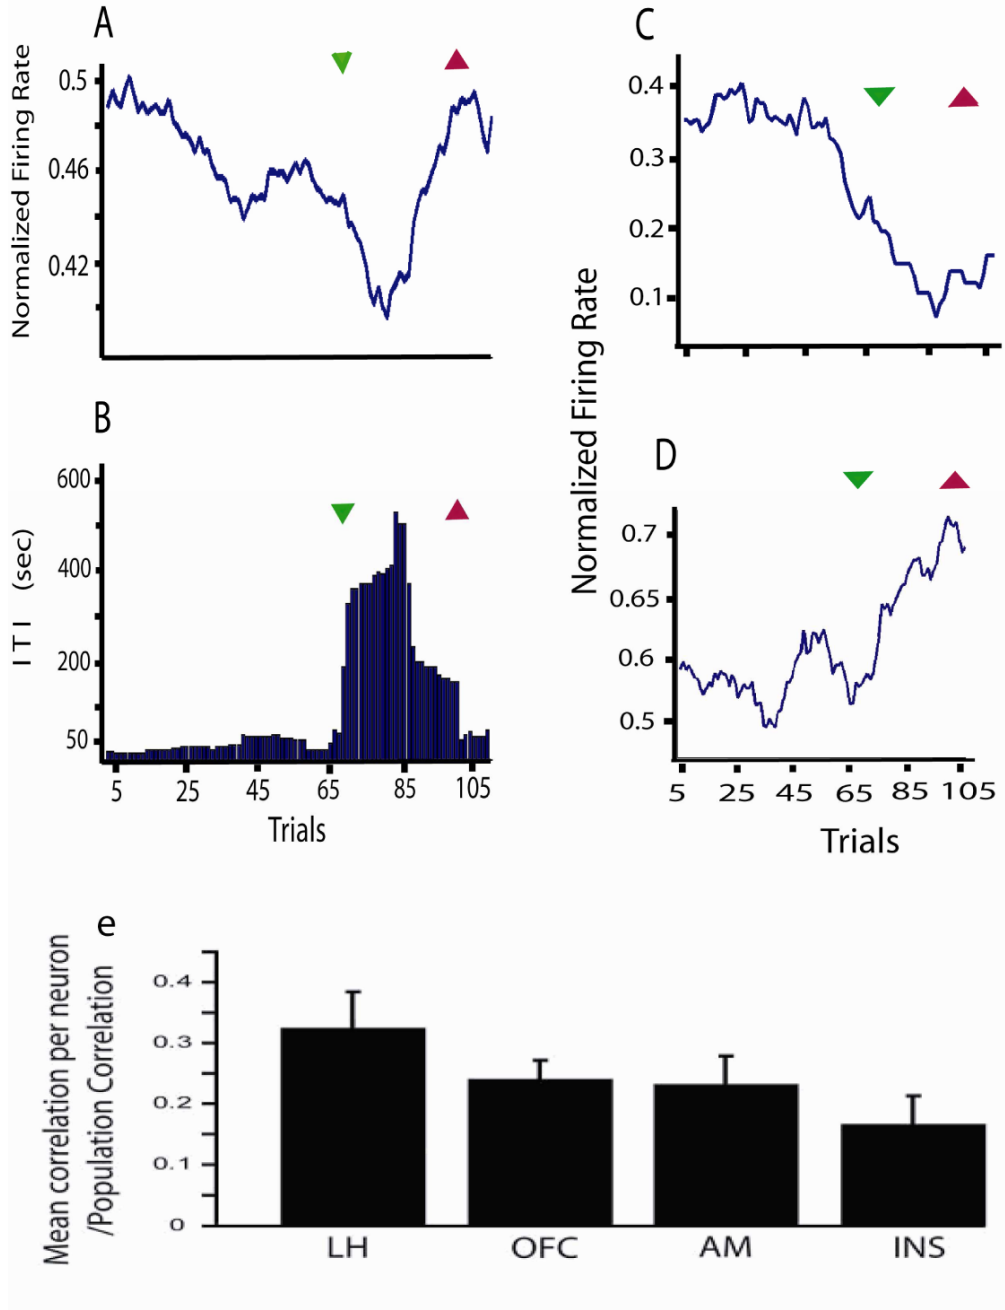 A
Normalized Firing Rate
0.5
0.46
0.42
B
I T I (sec)
600
400
200
50
5 25 45 65 85 105
Trials
C
Normalized Firing Rate
0.4
0.3
0.2
0.1
D
0.7
0.65
0.6
0.5
5 25 45 65 85 105
Trials
e
Mean correlation per neuron
/Population Correlation
0.4
0.3
0.2
0.1
0
LH OFC AM INS